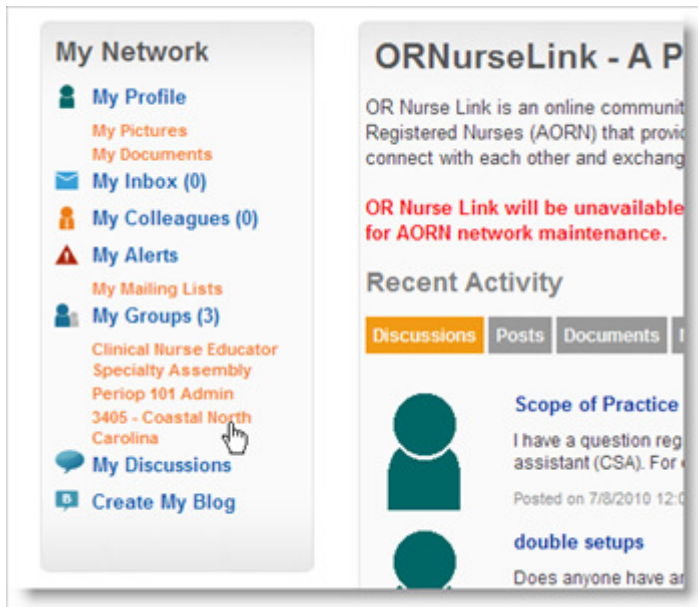 My Network
My Profile
My Pictures
My Documents
My Inbox (0)
My Colleagues (0)
My Alerts
My Mailing Lists
My Groups (3)
Clinical Nurse Educator
Specialty Assembly
Periop 101 Admin
3405 - Coastal North
Carolina
My Discussions
Create My Blog
ORNurseLink - A P
OR Nurse Link is an online communit
Registered Nurses (AORN) that provi
connect with each other and exchang
OR Nurse Link will be unavailable
for AORN network maintenance.
Recent Activity
Discussions Posts Documents
Scope of Practice
I have a question reg
assistant (CSA). For
Posted on 7/8/2010 12:0
double setups
Does anyone have ar